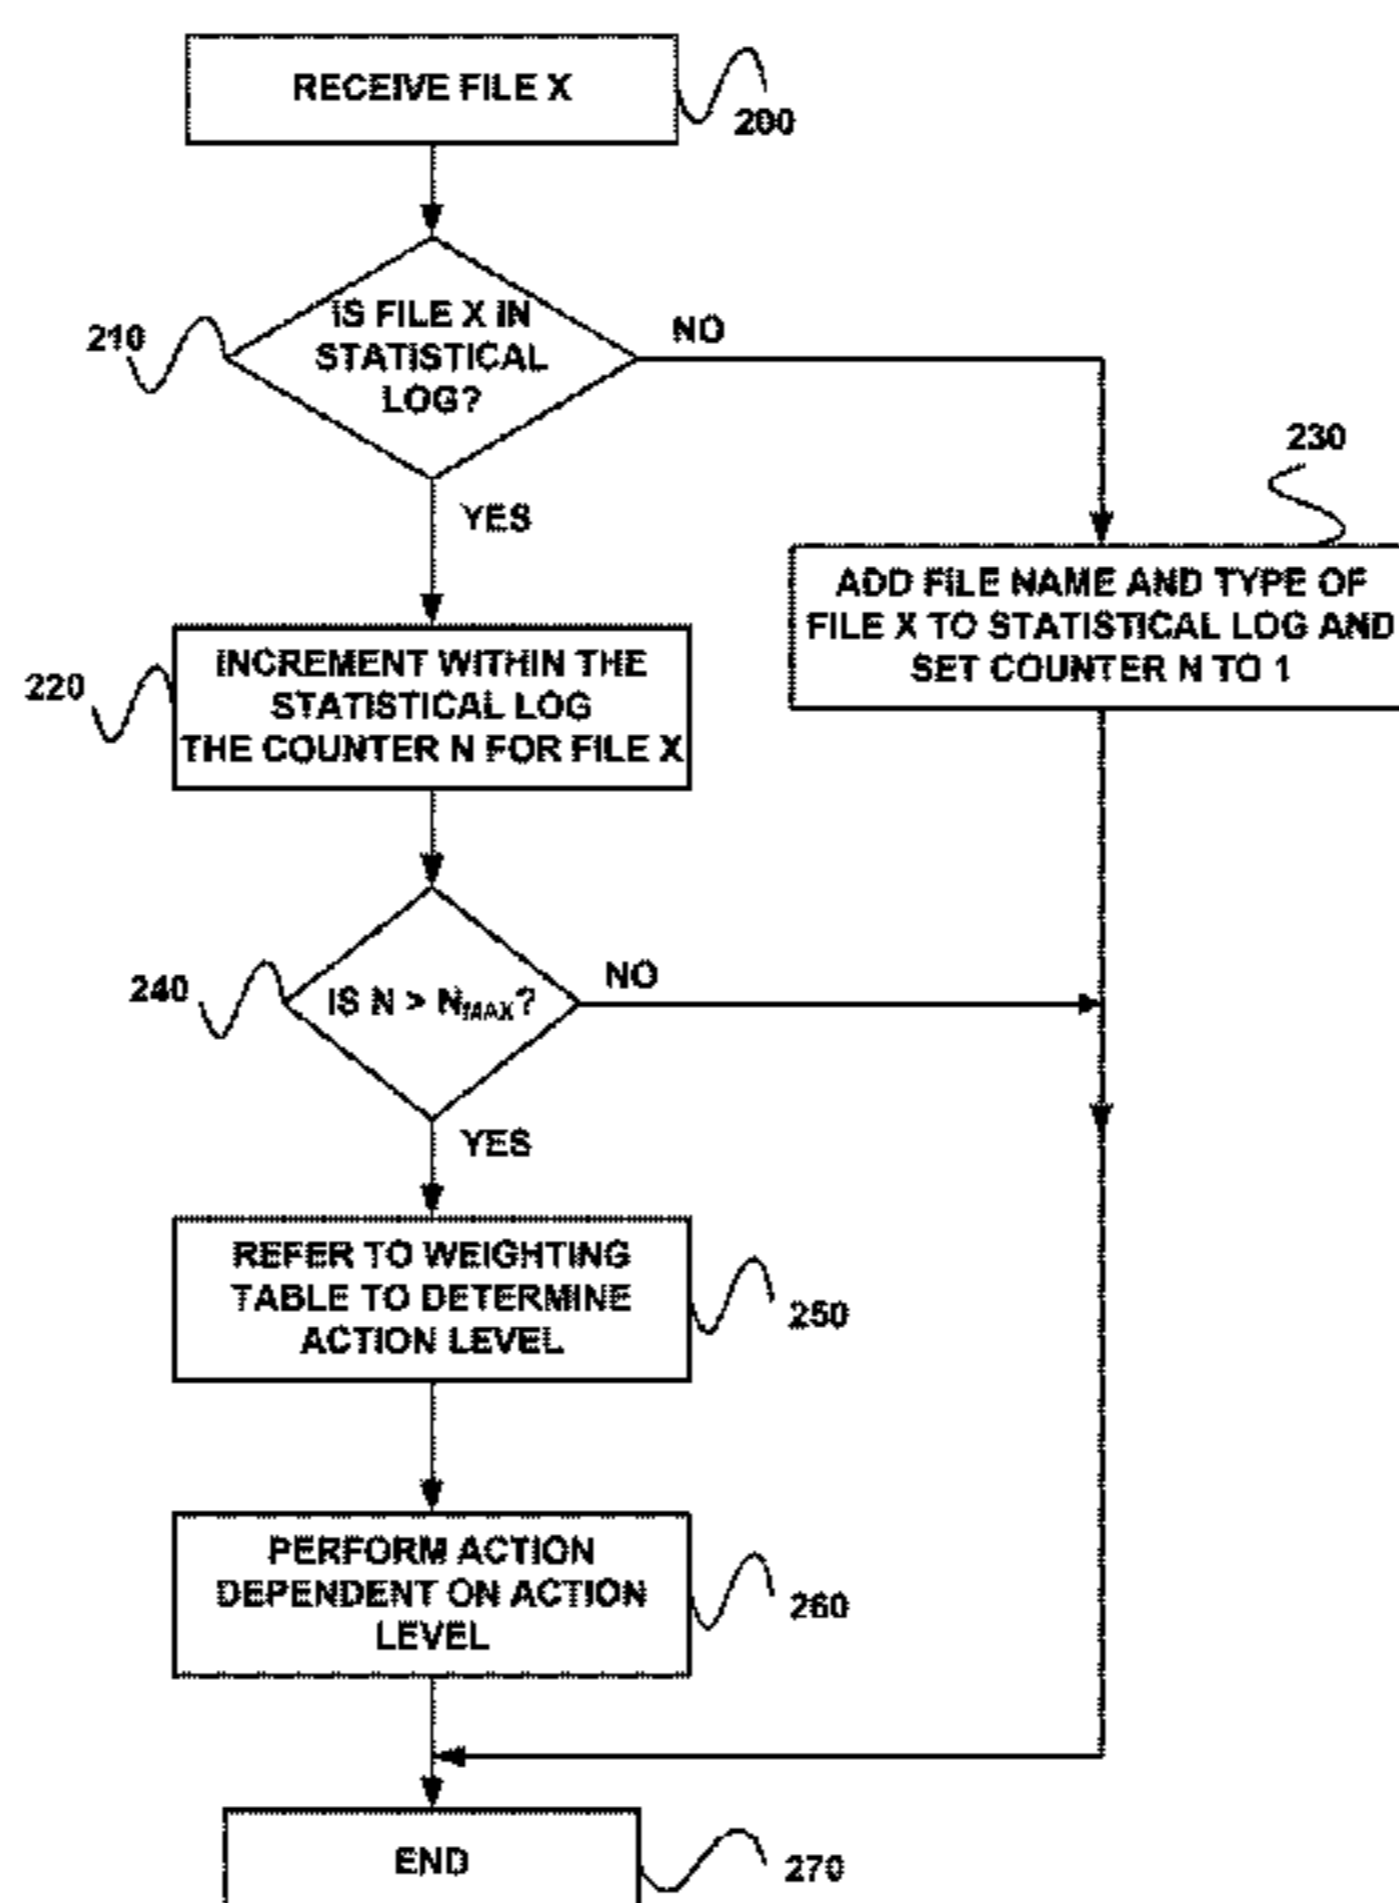 RECEIVE FILE X
200
IS FILE X IN
STATISTICAL
LOG?
210
NO
YES
230
ADD FILE NAME AND TYPE OF
FILE X TO STATISTICAL LOG AND
SET COUNTER N TO 1
220
INCREMENT WITHIN THE
STATISTICAL LOG
THE COUNTER N FOR FILE X
240
IS N > NMAX?
NO
YES
REFER TO WEIGHTING
TABLE TO DETERMINE
ACTION LEVEL
250
PERFORM ACTION
DEPENDENT ON ACTION
LEVEL
260
END
270